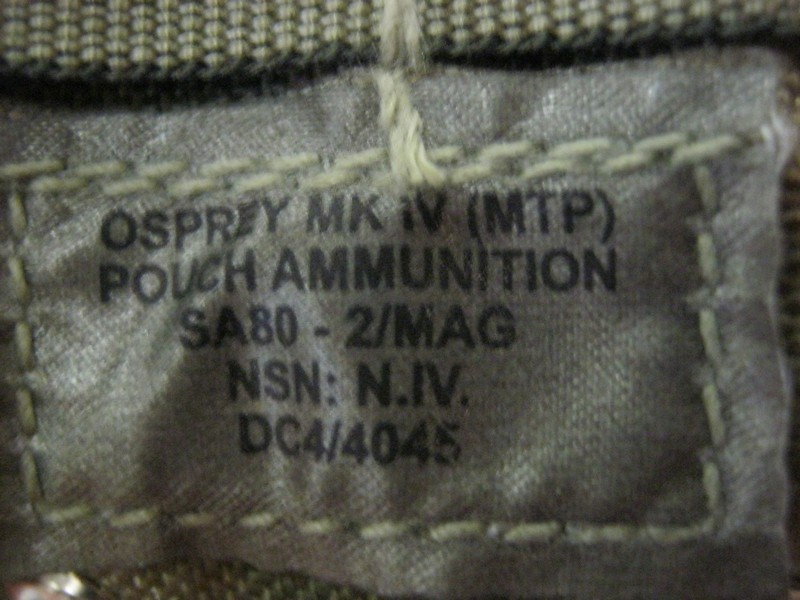 OSPREY MK IV (MTP)
POUCH AMMUNITION
SA80 - 2/MAG
NSN: N.IV.
DC4/4045